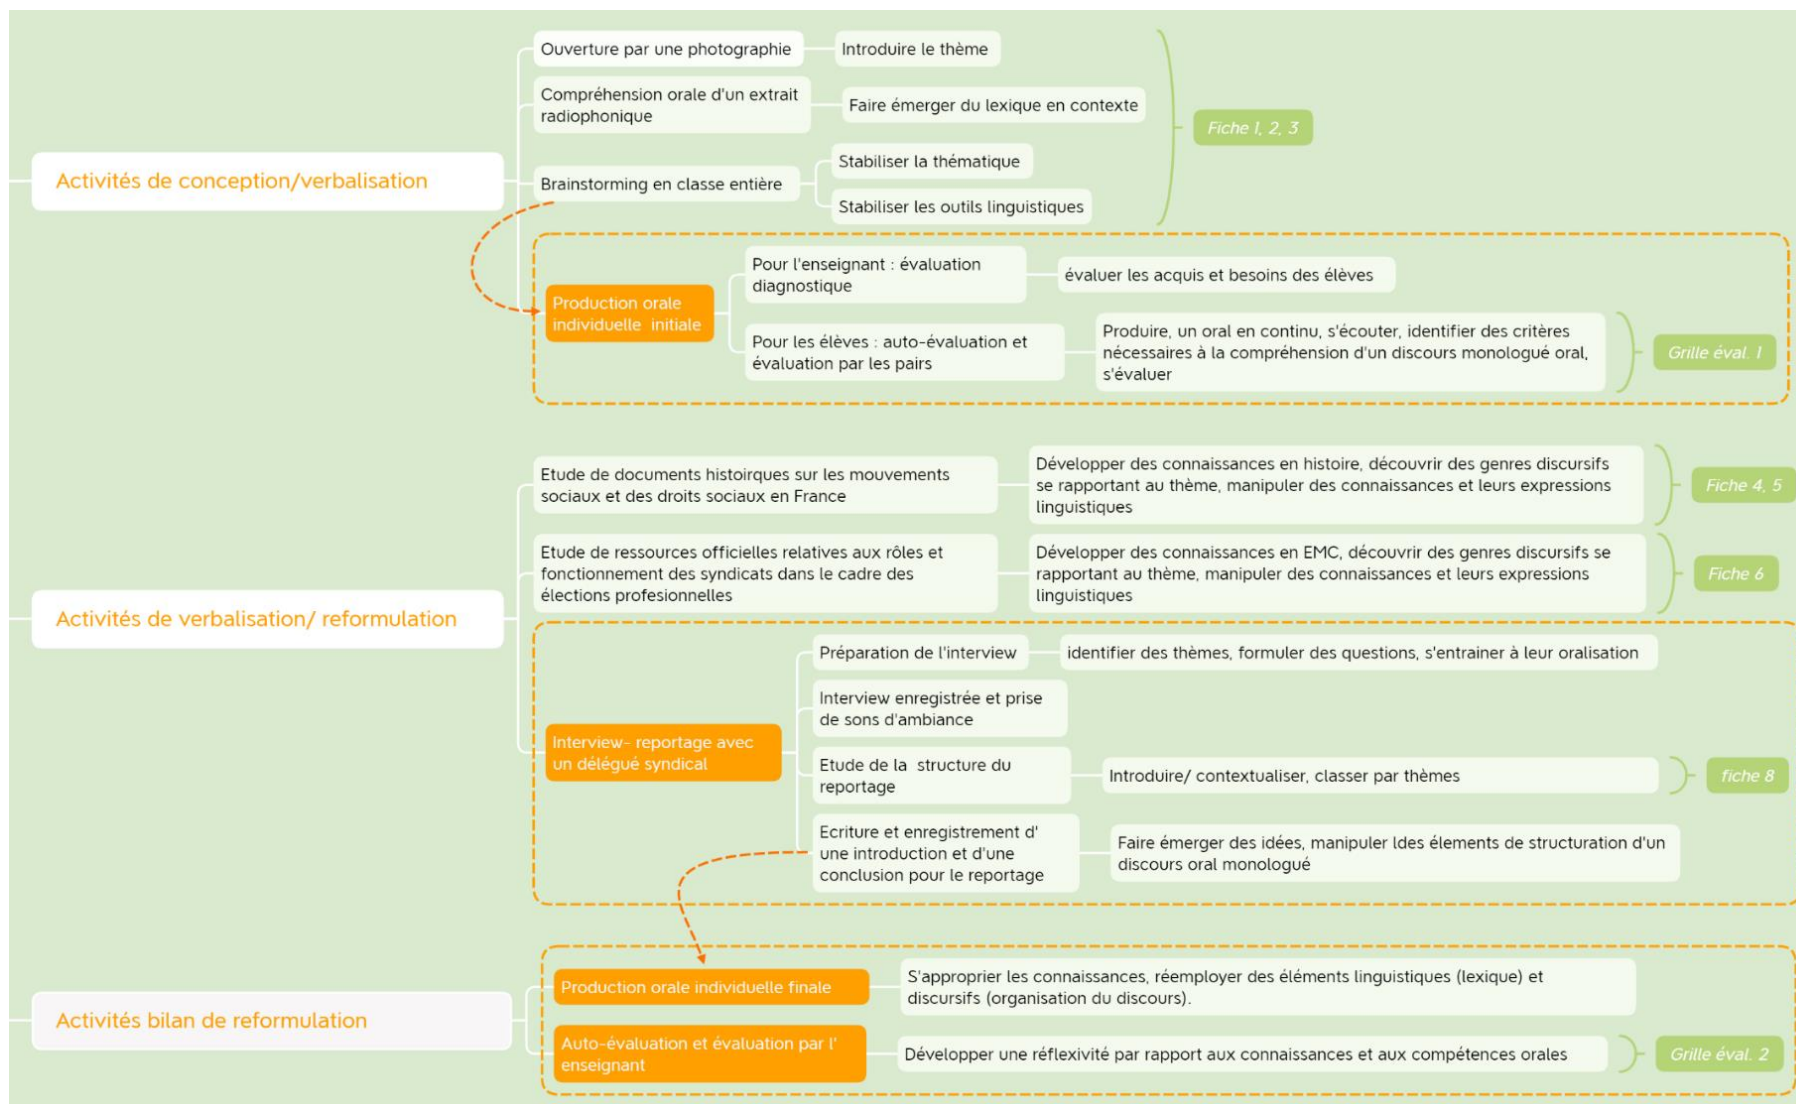 Ouverture par une photographie
Introduire le thème
Compréhension orale d'un extrait
radiophonique
Faire émerger du lexique en contexte
Fiche 1, 2, 3
Activités de conception/verbalisation
Brainstorming en classe entière
Stabiliser la thématique
Stabiliser les outils linguistiques
Production orale
individuelle initiale
Pour l'enseignant : évaluation
diagnostique
évaluer les acquis et besoins des élèves
Pour les élèves : auto-évaluation et
évaluation par les pairs
Produire, un oral en continu, s'écouter, identifier des critères
nécessaires à la compréhension d'un discours monologué oral,
s'évaluer
Grille éval. 1
Etude de documents histoirques sur les mouvements
sociaux et des droits sociaux en France
Développer des connaissances en histoire, découvrir des genres discursifs
se rapportant au thème, manipuler des connaissances et leurs expressions
linguistiques
Fiche 4, 5
Etude de ressources officielles relatives aux rôles et
fonctionnement des syndicats dans le cadre des
élections profesionnelles
Développer des connaissances en EMC, découvrir des genres discursifs se
rapportant au thème, manipuler des connaissances et leurs expressions
linguistiques
Fiche 6
Activités de verbalisation/ reformulation
Interview- reportage avec
un délégué syndical
Préparation de l'interview
identifier des thèmes, formuler des questions, s'entrainer à leur oralisation
Interview enregistrée et prise
de sons d'ambiance
Etude de la structure du
reportage
Introduire/ contextualiser, classer par thèmes
fiche 8
Ecriture et enregistrement d'
une introduction et d'une
conclusion pour le reportage
Faire émerger des idées, manipuler ldes élements de structuration d'un
discours oral monologué
Activités bilan de reformulation
Production orale individuelle finale
S'approprier les connaissances, réemployer des éléments linguistiques (lexique) et
discursifs (organisation du discours).
Auto-évaluation et évaluation par l'
enseignant
Développer une réflexivité par rapport aux connaissances et aux compétences orales
Grille éval. 2